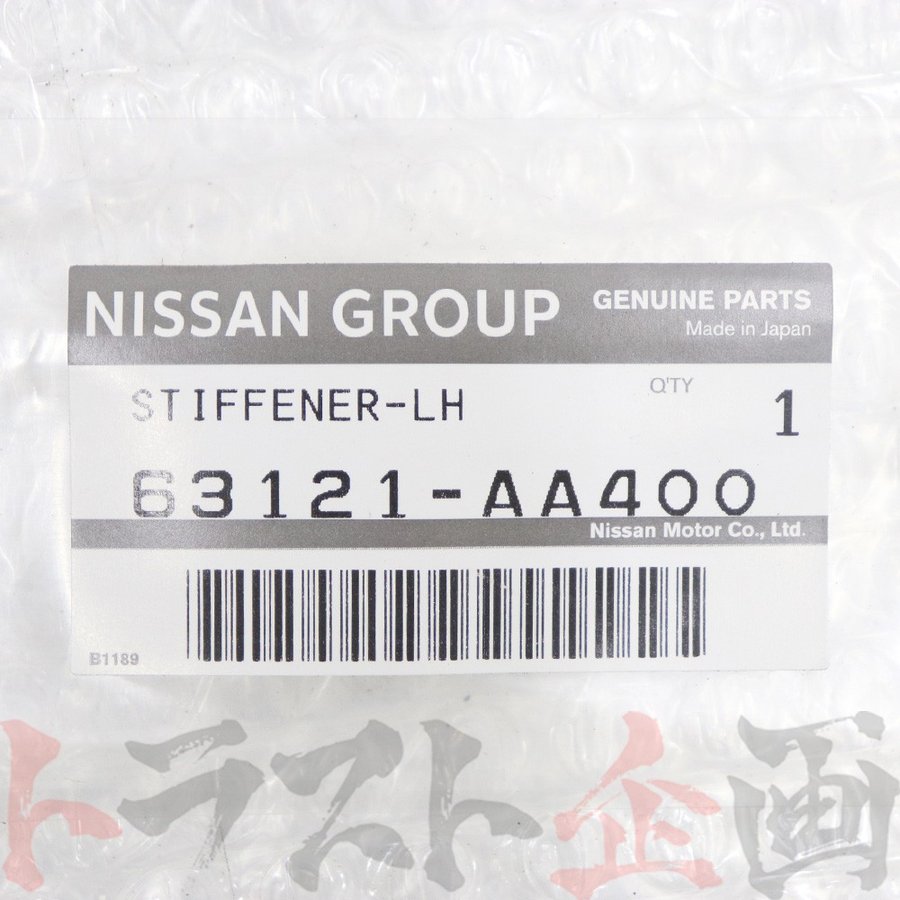 NISSAN GROUP
GENUINE PARTS
Made in Japan
STIFFENER-LH
Q'TY
1
63121-AA400
Nissan Motor Co., Ltd.
B1189
トラスト企画